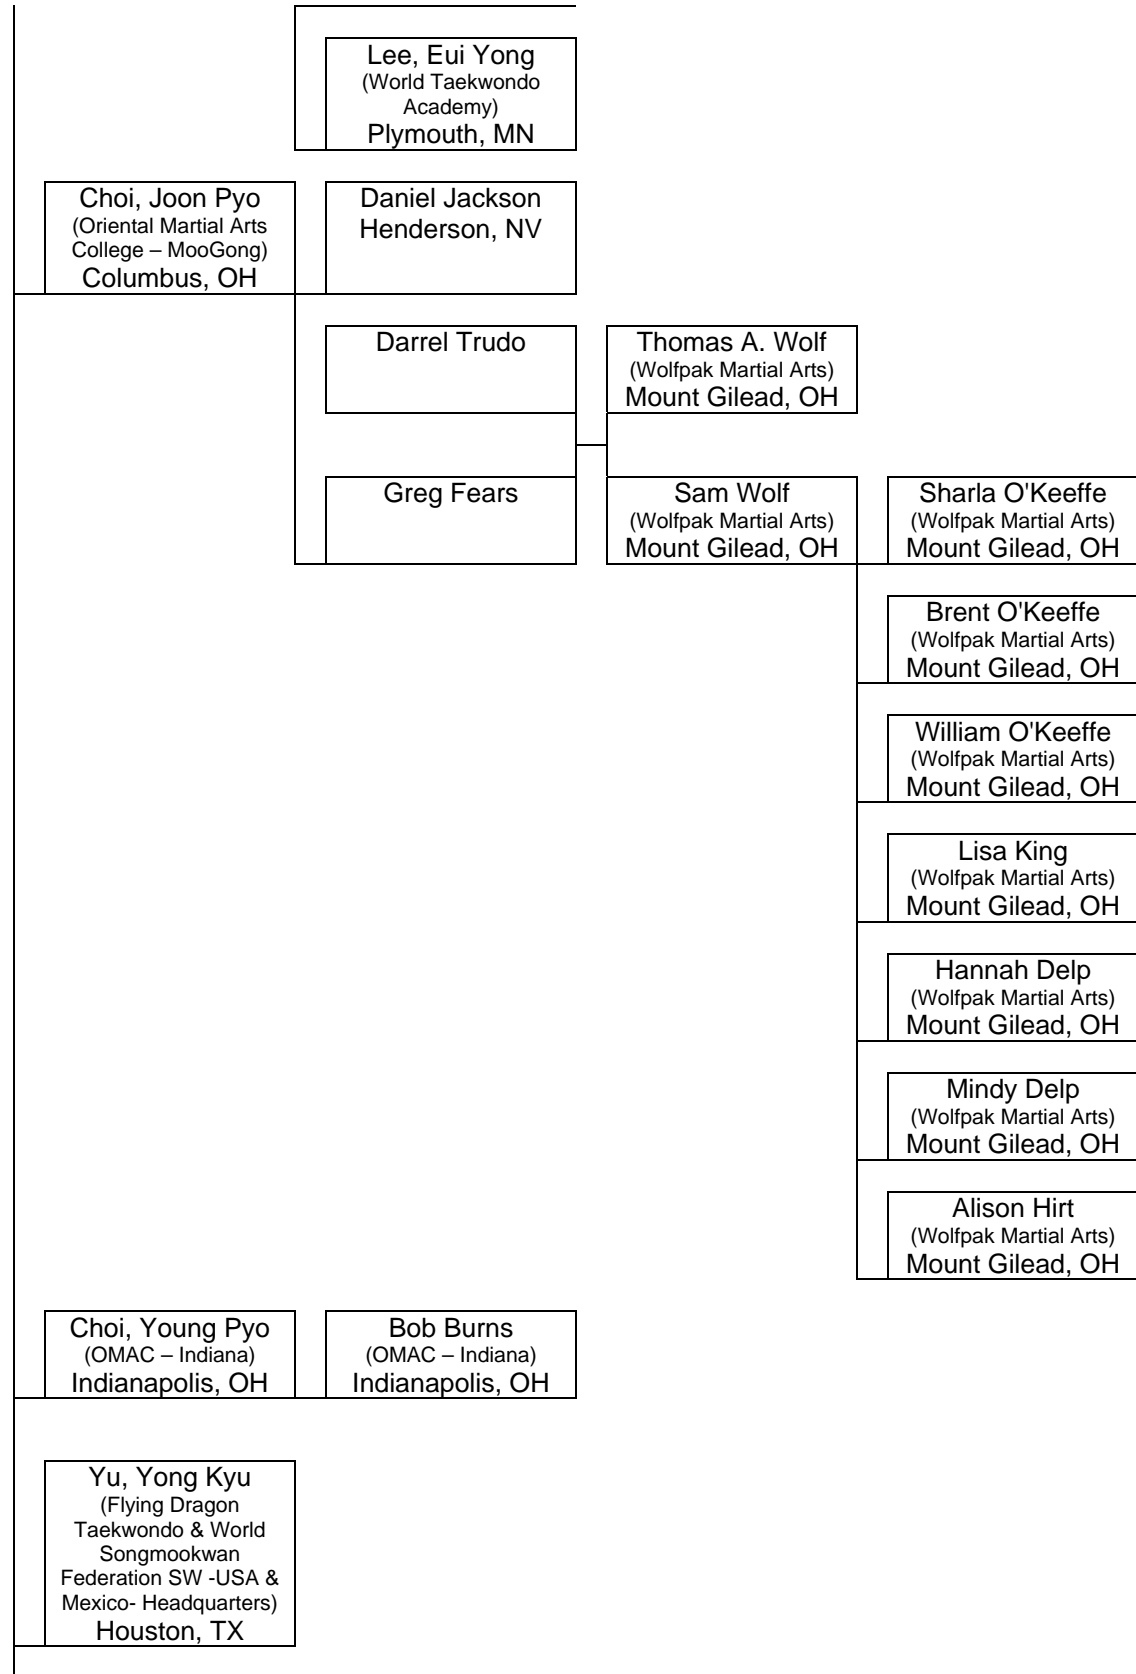 Lee, Eui Yong
(World Taekwondo
Academy)
Plymouth, MN
Choi, Joon Pyo
(Oriental Martial Arts
College – MooGong)
Columbus, OH
Daniel Jackson
Henderson, NV
Darrel Trudo
Thomas A. Wolf
(Wolfpak Martial Arts)
Mount Gilead, OH
Greg Fears
Sam Wolf
(Wolfpak Martial Arts)
Mount Gilead, OH
Sharla O'Keeffe
(Wolfpak Martial Arts)
Mount Gilead, OH
Brent O'Keeffe
(Wolfpak Martial Arts)
Mount Gilead, OH
William O'Keeffe
(Wolfpak Martial Arts)
Mount Gilead, OH
Lisa King
(Wolfpak Martial Arts)
Mount Gilead, OH
Hannah Delp
(Wolfpak Martial Arts)
Mount Gilead, OH
Mindy Delp
(Wolfpak Martial Arts)
Mount Gilead, OH
Alison Hirt
(Wolfpak Martial Arts)
Mount Gilead, OH
Choi, Young Pyo
(OMAC – Indiana)
Indianapolis, OH
Bob Burns
(OMAC – Indiana)
Indianapolis, OH
Yu, Yong Kyu
(Flying Dragon
Taekwondo & World
Songmookwan
Federation SW -USA &
Mexico- Headquarters)
Houston, TX